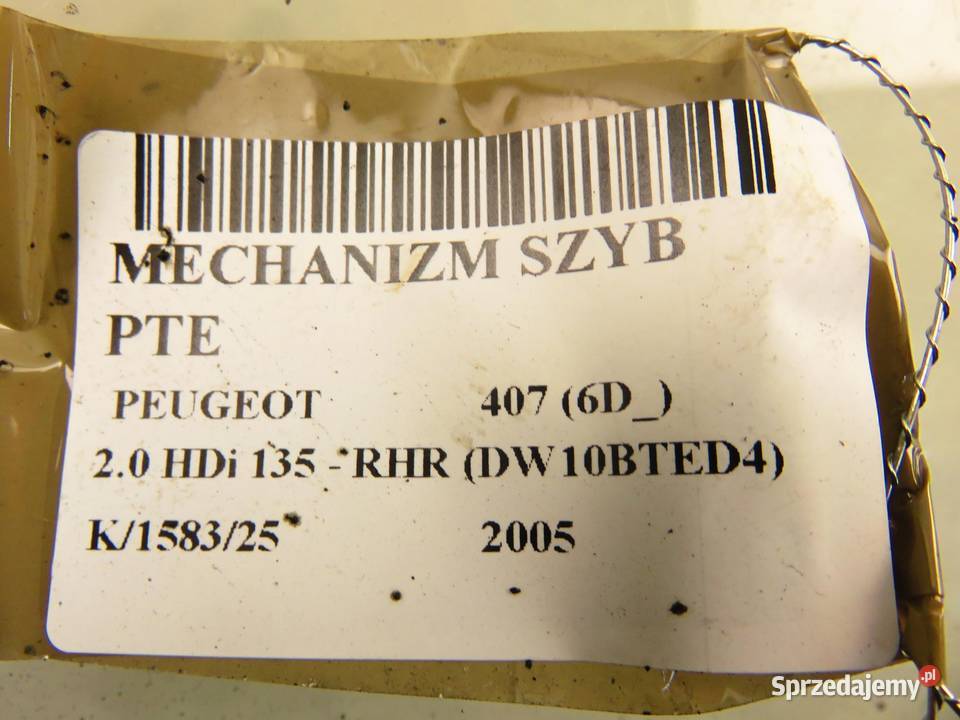 MECHANIZM SZYB
PTE
PEUGEOT 407 (6D_)
2.0 HDi 135 - RHR (DW10BTED4)
K/1583/25 2005
Sprzedajemy.pl